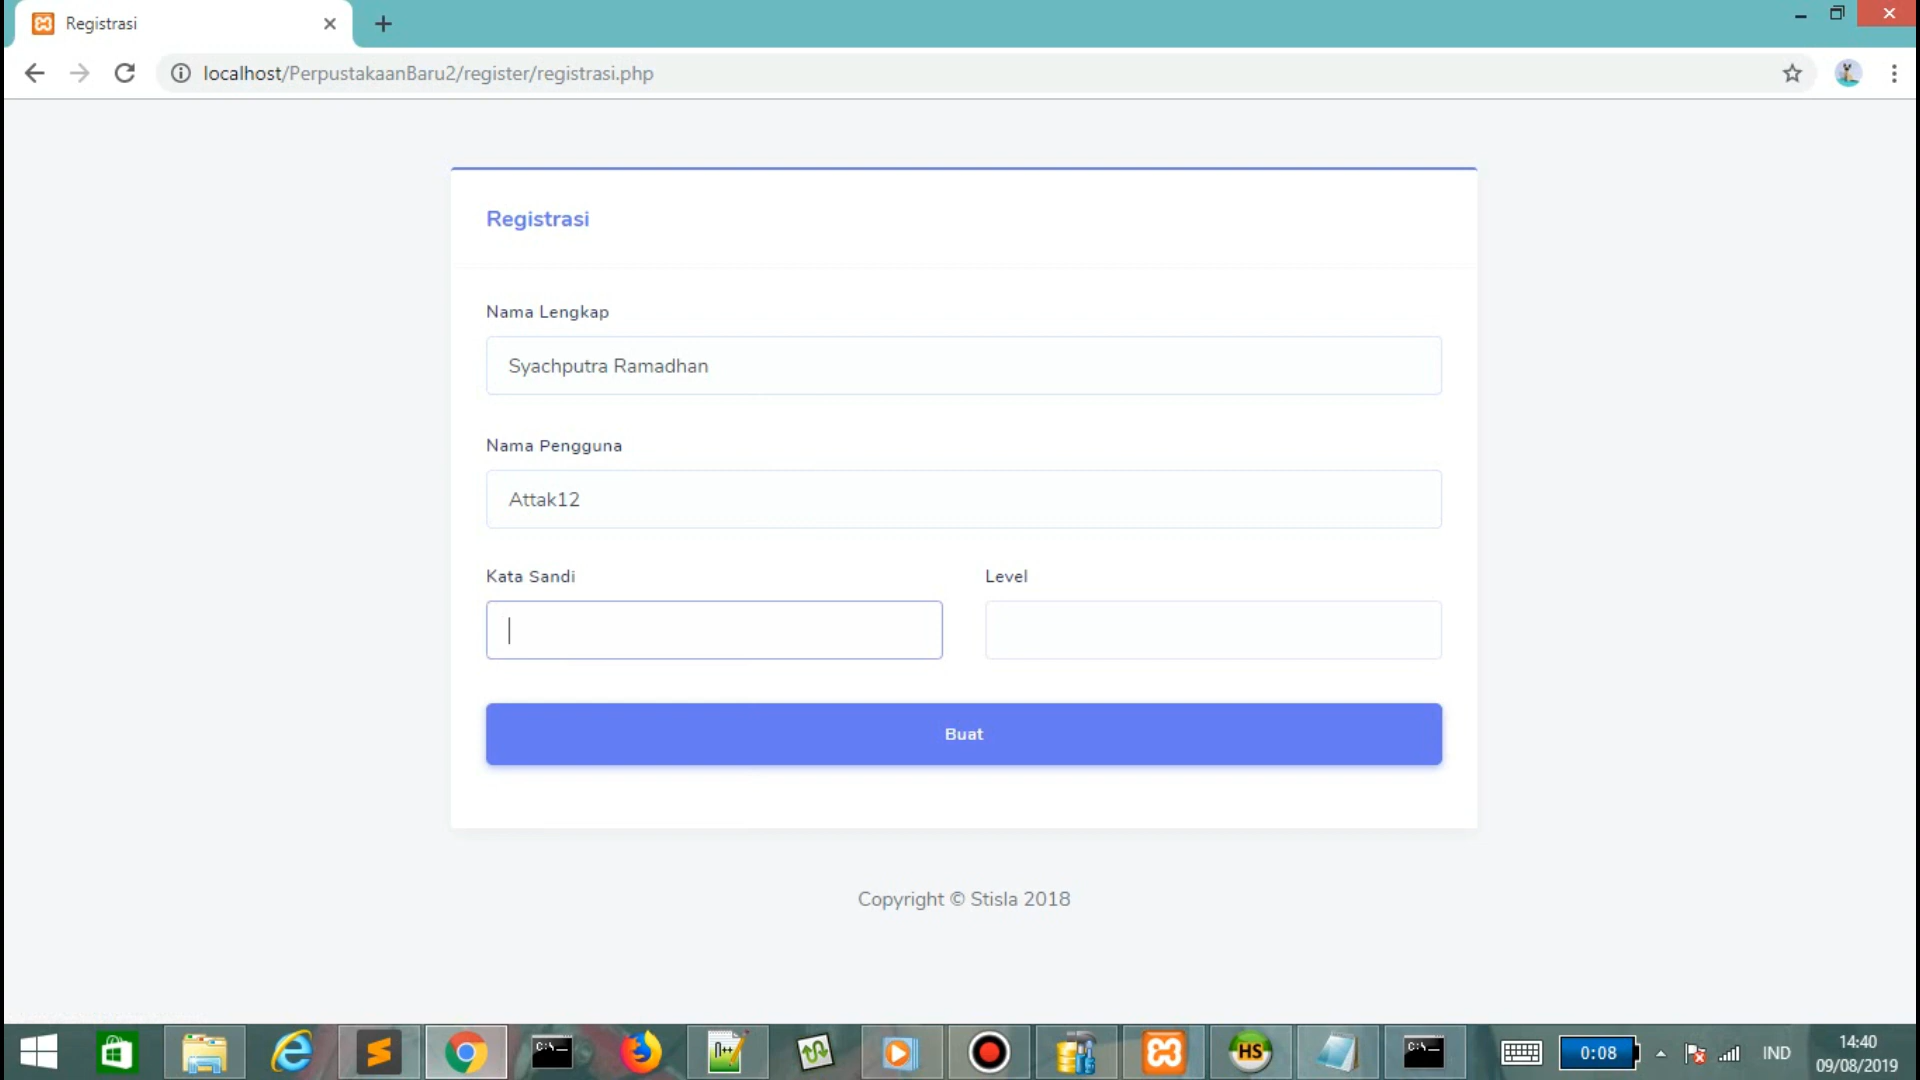 Registrasi
localhost/PerpustakaanBaru2/register/registrasi.php
Registrasi
Nama Lengkap
Syachputra Ramadhan
Nama Pengguna
Attak12
Kata Sandi
Level
Buat
Copyright © Stisla 2018
C:\—
n++
HS
C:\—
0:08
IND
14:40
09/08/2019